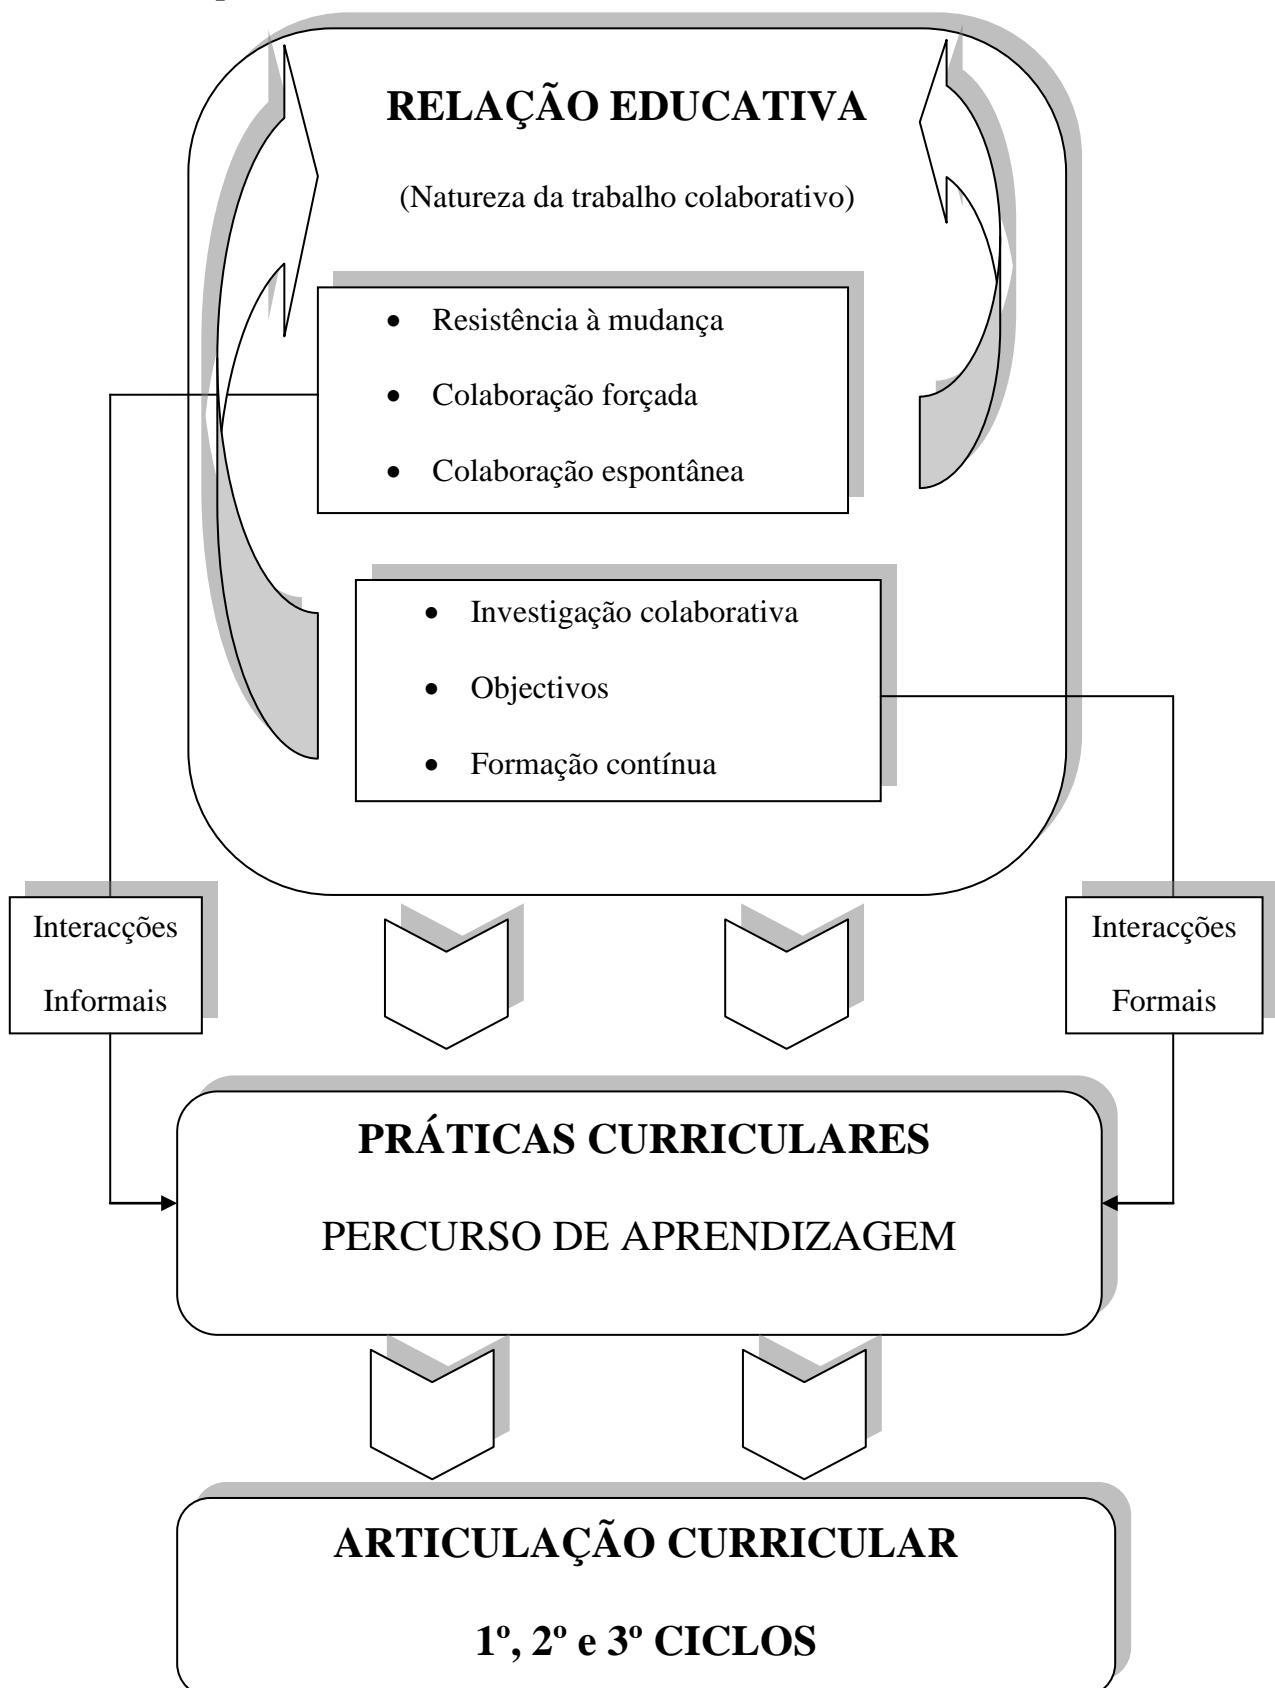 RELAÇÃO EDUCATIVA
(Natureza da trabalho colaborativo)
• Resistência à mudança
• Colaboração forçada
• Colaboração espontânea
• Investigação colaborativa
• Objectivos
• Formação contínua
Interacções
Informais
Interacções
Formais
PRÁTICAS CURRICULARES
PERCURSO DE APRENDIZAGEM
ARTICULAÇÃO CURRICULAR
1º, 2º e 3º CICLOS